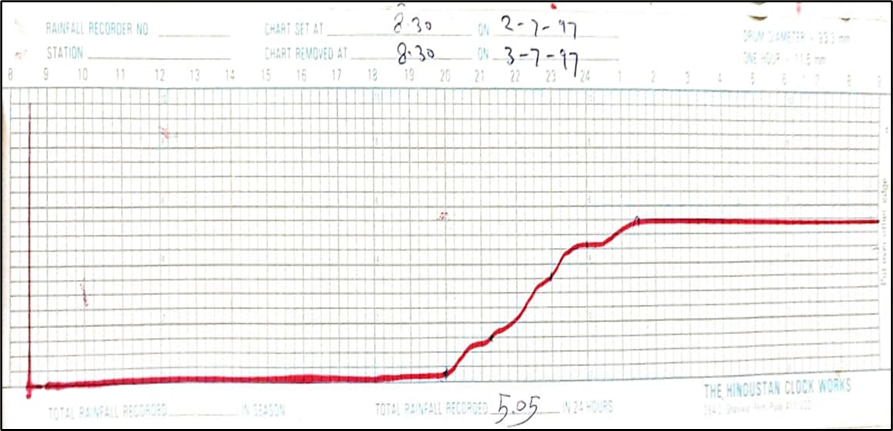 RAINFALL RECORDER NO. CHART SET AT 8.30 ON 2-7-97 DRUM DIAMETER
STATION CHART REMOVED AT 8.30 ON 3-7-97 ONE HOUR - 11.6 mm
8 9 10 11 12 13 14 15 16 17 18 19 20 21 22 23 24 1 2 3 4 5 6 7 8 9
TOTAL RAINFALL RECORDED IN SEASON TOTAL RAINFALL RECORDED 5.05 IN 24 HOURS
THE HINDUSTAN CLOCK WORKS